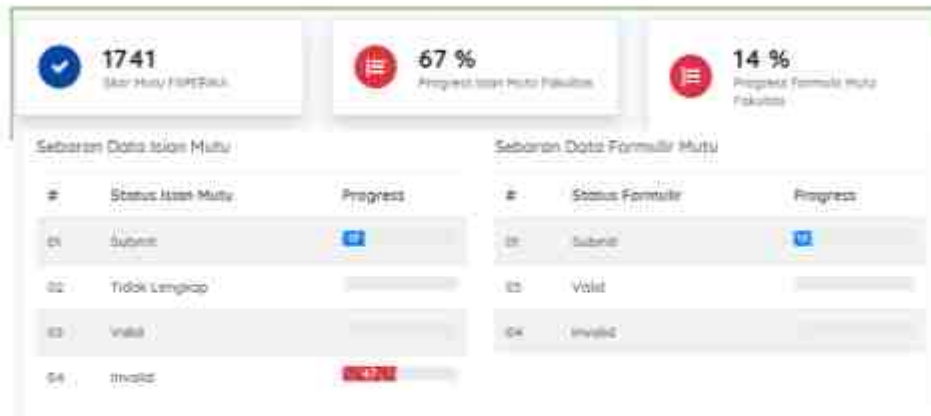 1741
Skor Mutu FAPERIKA
67 %
Progress Isian Mutu Fakultas
14 %
Progress Formulir Mutu
Fakultas
Sebaran Data Isian Mutu
# Status Isian Mutu Progress
01 Submit
02 Tidak Lengkap
03 Valid
04 Invalid 47
Sebaran Data Formulir Mutu
# Status Formulir Progress
01 Submit
03 Valid
04 Invalid